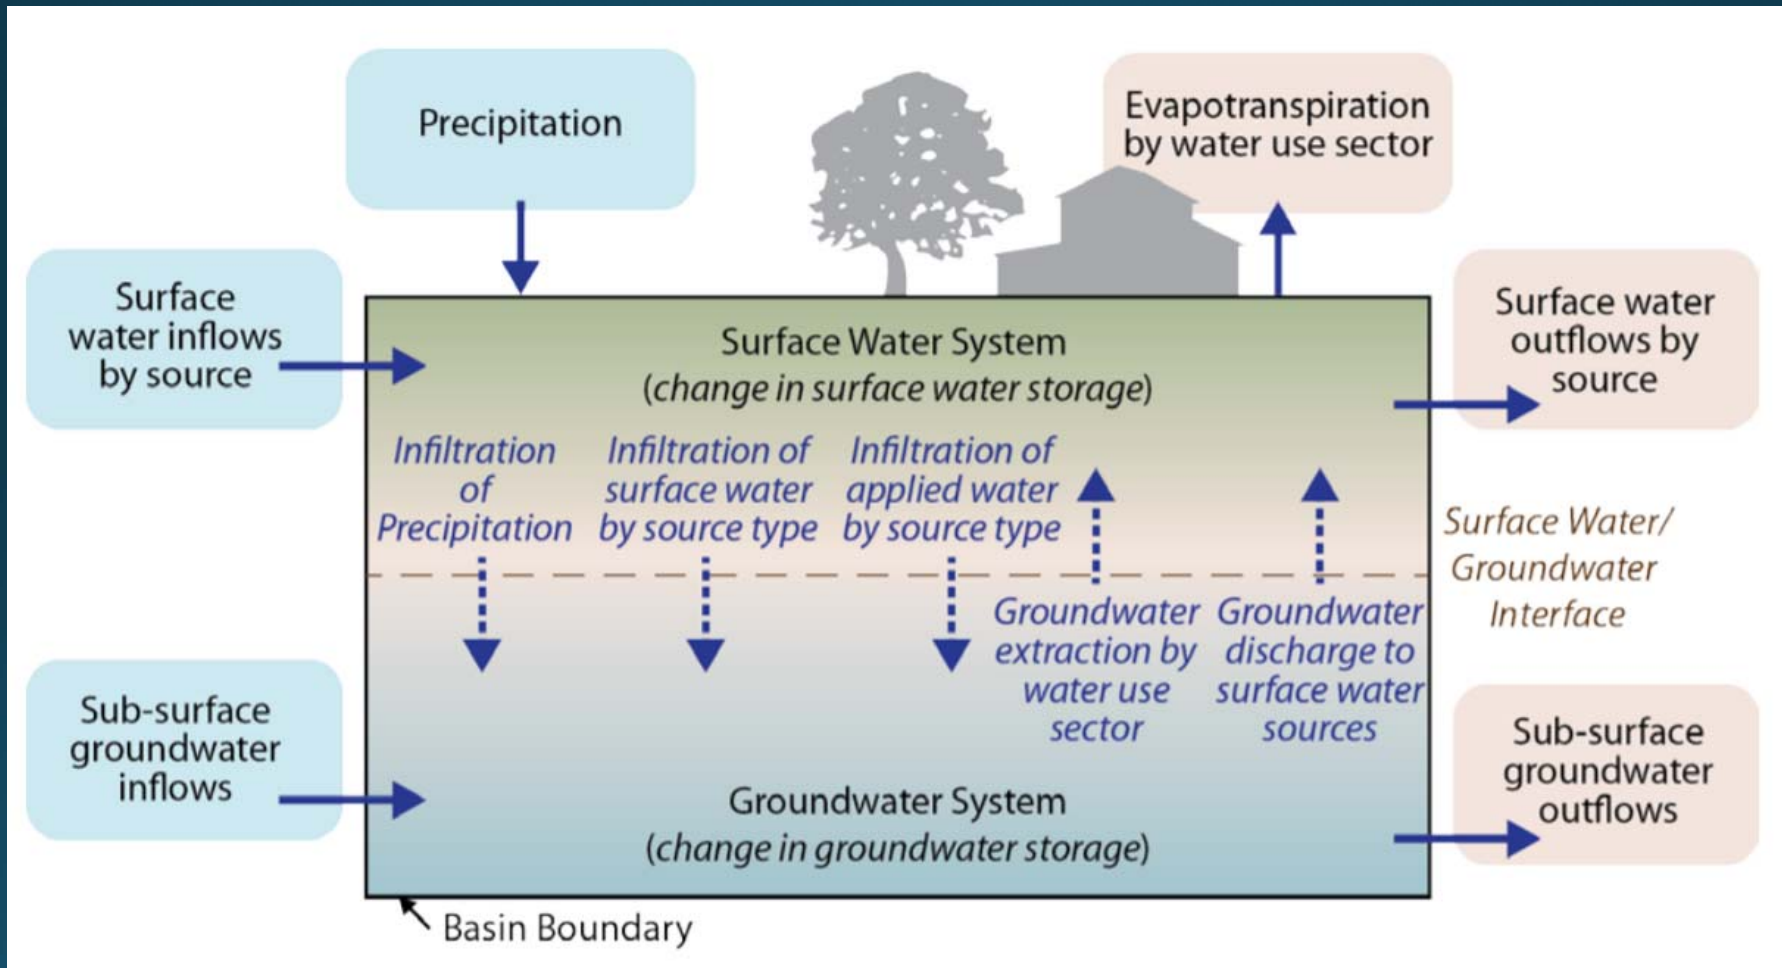 Precipitation
Evapotranspiration
by water use sector
Surface
water inflows
by source
Surface water
outflows by
source
Surface Water System
(change in surface water storage)
Infiltration
of
Precipitation
Infiltration of
surface water
by source type
Infiltration of
applied water
by source type
Surface Water/
Groundwater
Interface
Groundwater
extraction by
water use
sector
Groundwater
discharge to
surface water
sources
Sub-surface
groundwater
inflows
Sub-surface
groundwater
outflows
Groundwater System
(change in groundwater storage)
Basin Boundary